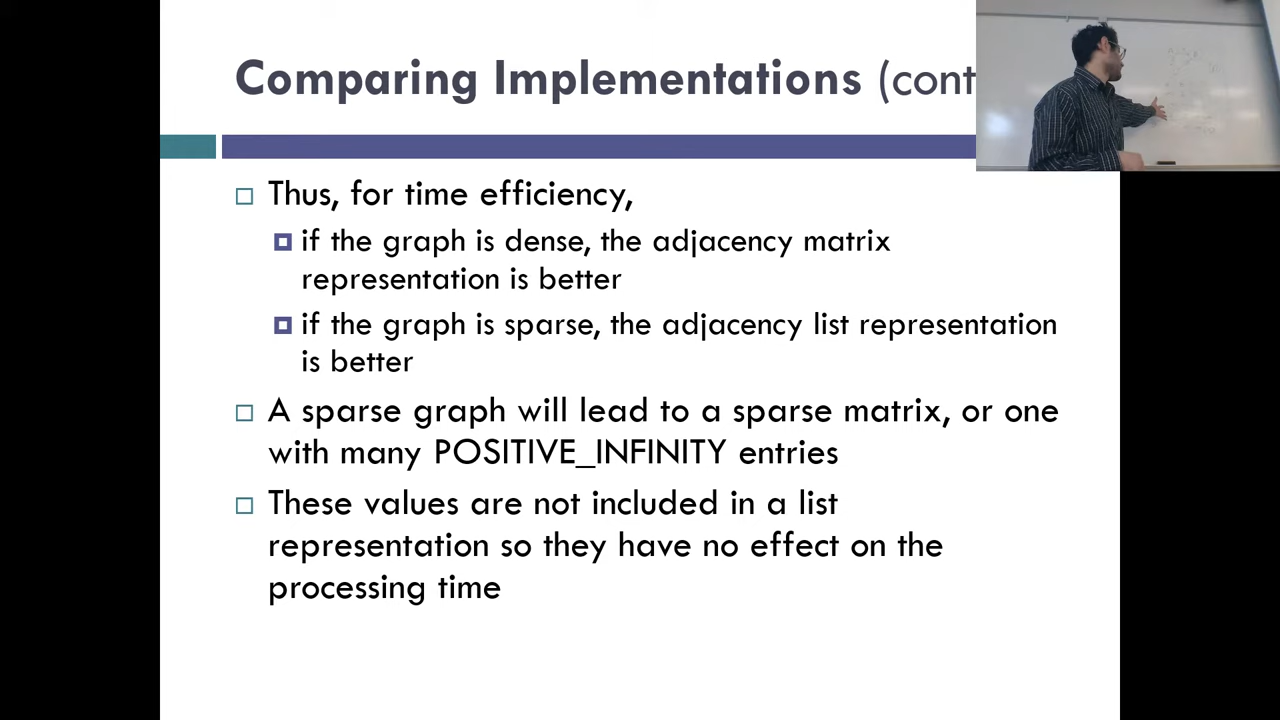 Comparing Implementations (cont
Thus, for time efficiency,
if the graph is dense, the adjacency matrix
representation is better
if the graph is sparse, the adjacency list representation
is better
A sparse graph will lead to a sparse matrix, or one
with many POSITIVE_INFINITY entries
These values are not included in a list
representation so they have no effect on the
processing time